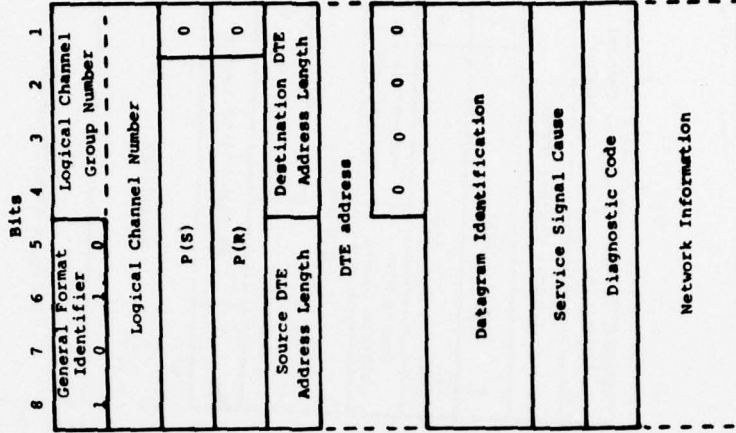 Bits
8 7 6 5 4 3 2 1
General Format
Identifier
1 0 1 0
Logical Channel
Group Number
Logical Channel Number
P(S) 0
P(R) 0
Source DTE
Address Length
Destination DTE
Address Length
DTE address
0 0 0 0
Datagram Identification
Service Signal Cause
Diagnostic Code
Network Information